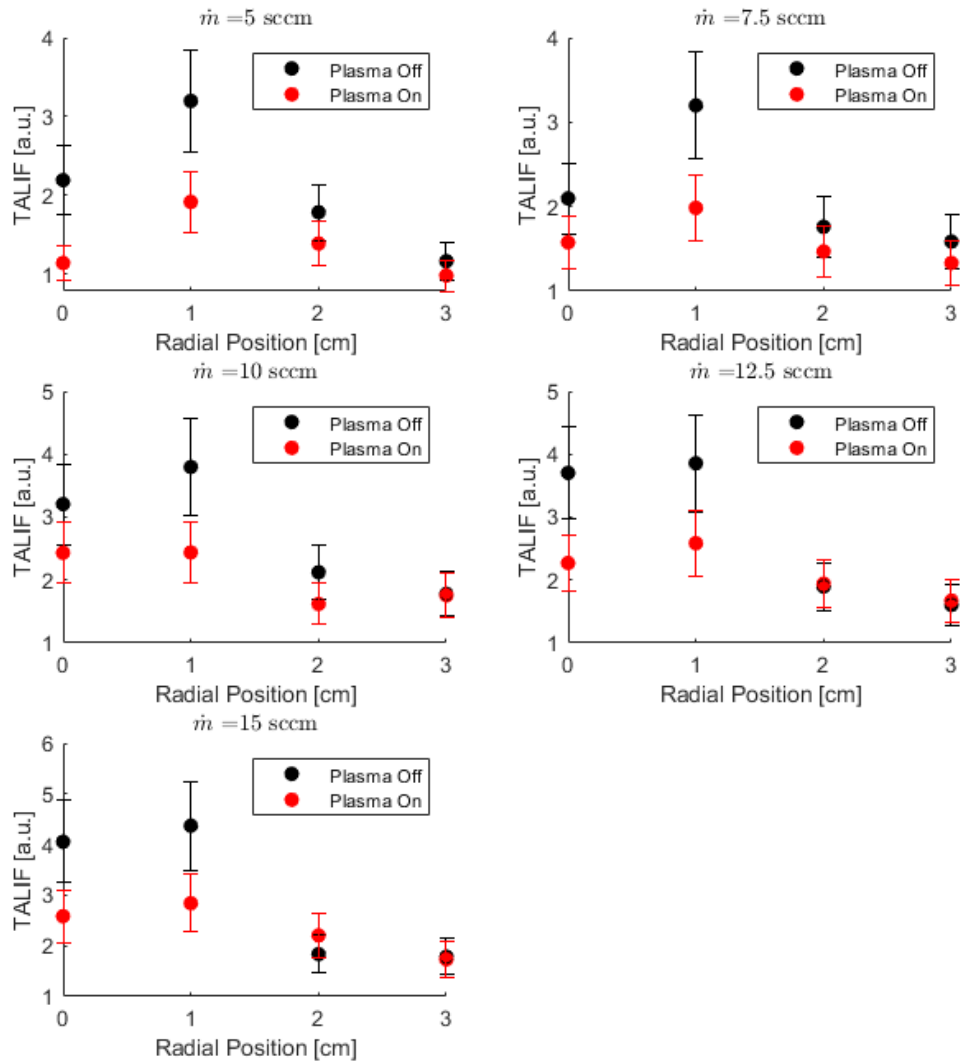 ṁ =5 sccm
4
3
2
1
TALIF [a.u.]
Plasma Off
Plasma On
0 1 2 3
Radial Position [cm]
ṁ =7.5 sccm
4
3
2
1
TALIF [a.u.]
Plasma Off
Plasma On
0 1 2 3
Radial Position [cm]
ṁ =10 sccm
5
4
3
2
1
TALIF [a.u.]
Plasma Off
Plasma On
0 1 2 3
Radial Position [cm]
ṁ =12.5 sccm
5
4
3
2
1
TALIF [a.u.]
Plasma Off
Plasma On
0 1 2 3
Radial Position [cm]
ṁ =15 sccm
6
5
4
3
2
1
TALIF [a.u.]
Plasma Off
Plasma On
0 1 2 3
Radial Position [cm]